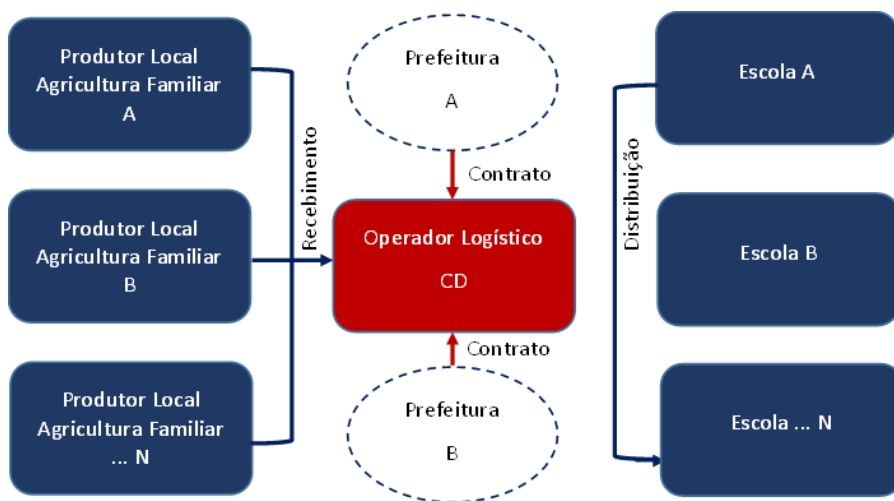 Produtor Local
Agricultura Familiar
A
Produtor Local
Agricultura Familiar
B
Produtor Local
Agricultura Familiar
... N
Recebimento
Prefeitura
A
Contrato
Operador Logístico
CD
Contrato
Prefeitura
B
Distribuição
Escola A
Escola B
Escola ... N